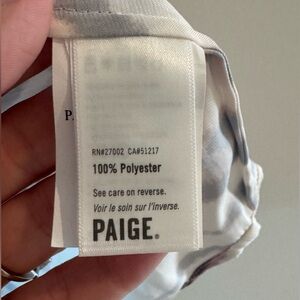 P
RN#27002 CA#51217
100% Polyester
See care on reverse.
Voir le soin sur l'inverse.
PAIGE.